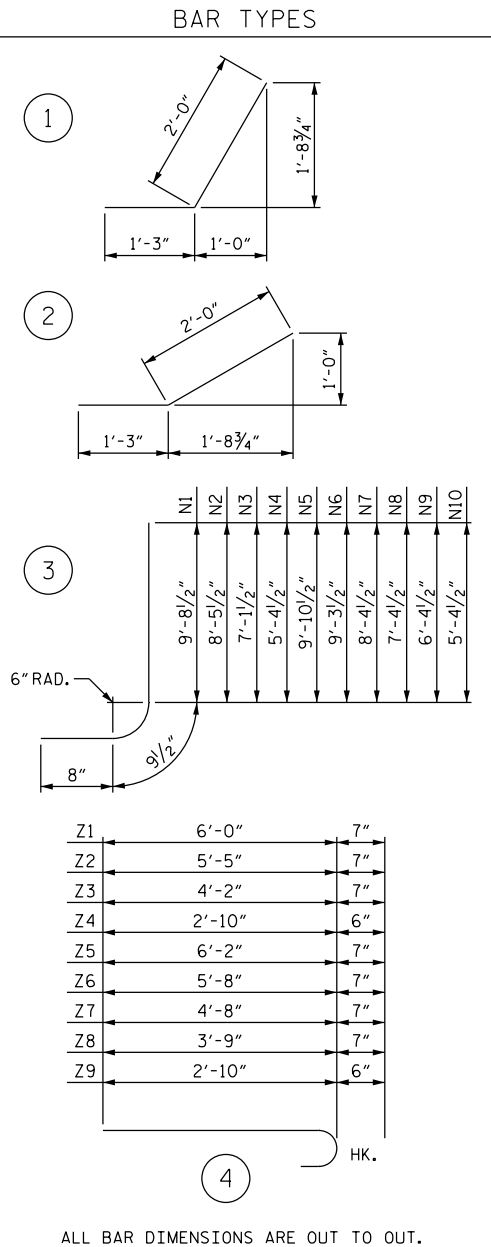 BAR TYPES
1
2'-0"
1'-8¾"
1'-3" 1'-0"
2
2'-0"
1'-0"
1'-3" 1'-8¾"
3
N1 N2 N3 N4 N5 N6 N7 N8 N9 N10
9'-8½" 8'-5½" 7'-1½" 5'-4½" 9'-10½" 9'-3½" 8'-4½" 7'-4½" 6'-4½" 5'-4½"
6" RAD.
8" 9½"
Z1 6'-0" 7"
Z2 5'-5" 7"
Z3 4'-2" 7"
Z4 2'-10" 6"
Z5 6'-2" 7"
Z6 5'-8" 7"
Z7 4'-8" 7"
Z8 3'-9" 7"
Z9 2'-10" 6"
HK.
4
ALL BAR DIMENSIONS ARE OUT TO OUT.